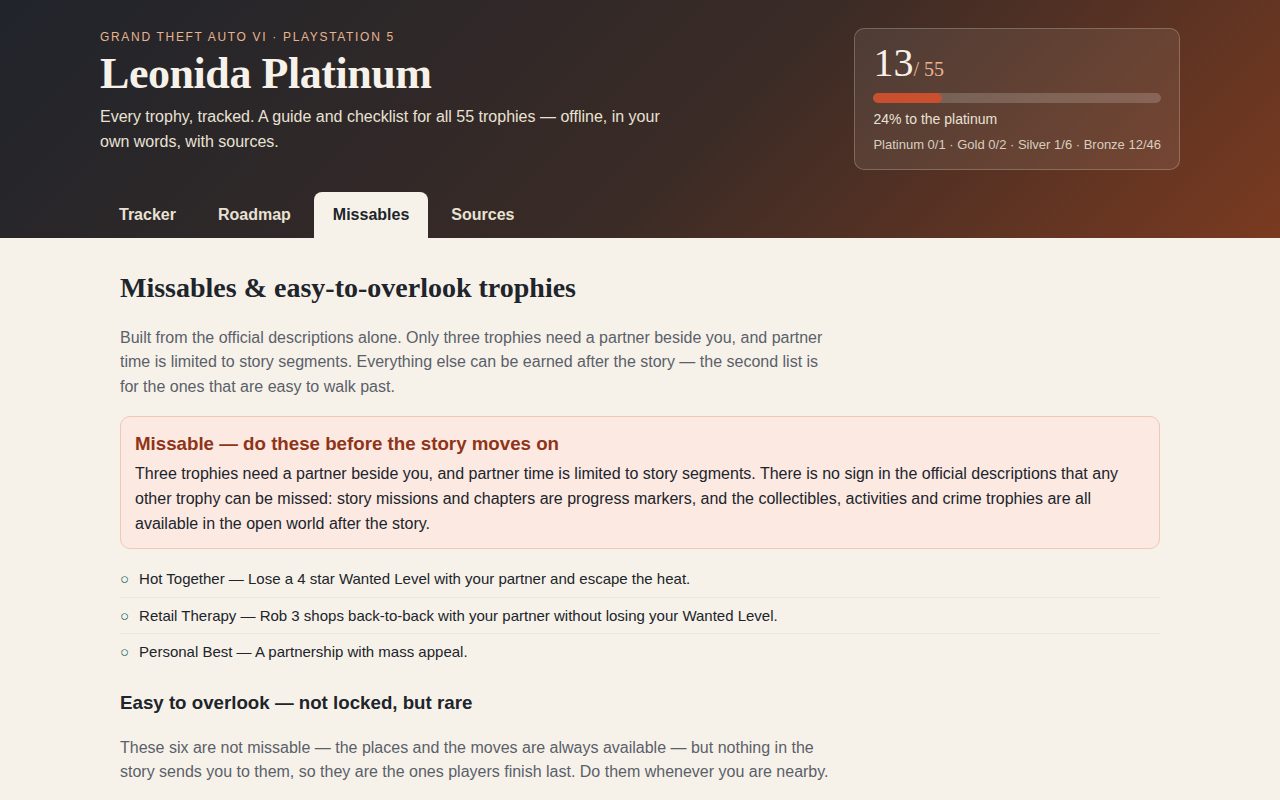 GRAND THEFT AUTO VI · PLAYSTATION 5
Leonida Platinum
Every trophy, tracked. A guide and checklist for all 55 trophies — offline, in your
own words, with sources.
13 / 55
24% to the platinum
Platinum 0/1 · Gold 0/2 · Silver 1/6 · Bronze 12/46
Tracker Roadmap Missables Sources
Missables & easy-to-overlook trophies
Built from the official descriptions alone. Only three trophies need a partner beside you, and partner
time is limited to story segments. Everything else can be earned after the story — the second list is
for the ones that are easy to walk past.
Missable — do these before the story moves on
Three trophies need a partner beside you, and partner time is limited to story segments. There is no sign in the official descriptions that any
other trophy can be missed: story missions and chapters are progress markers, and the collectibles, activities and crime trophies are all
available in the open world after the story.
○ Hot Together — Lose a 4 star Wanted Level with your partner and escape the heat.
○ Retail Therapy — Rob 3 shops back-to-back with your partner without losing your Wanted Level.
○ Personal Best — A partnership with mass appeal.
Easy to overlook — not locked, but rare
These six are not missable — the places and the moves are always available — but nothing in the
story sends you to them, so they are the ones players finish last. Do them whenever you are nearby.